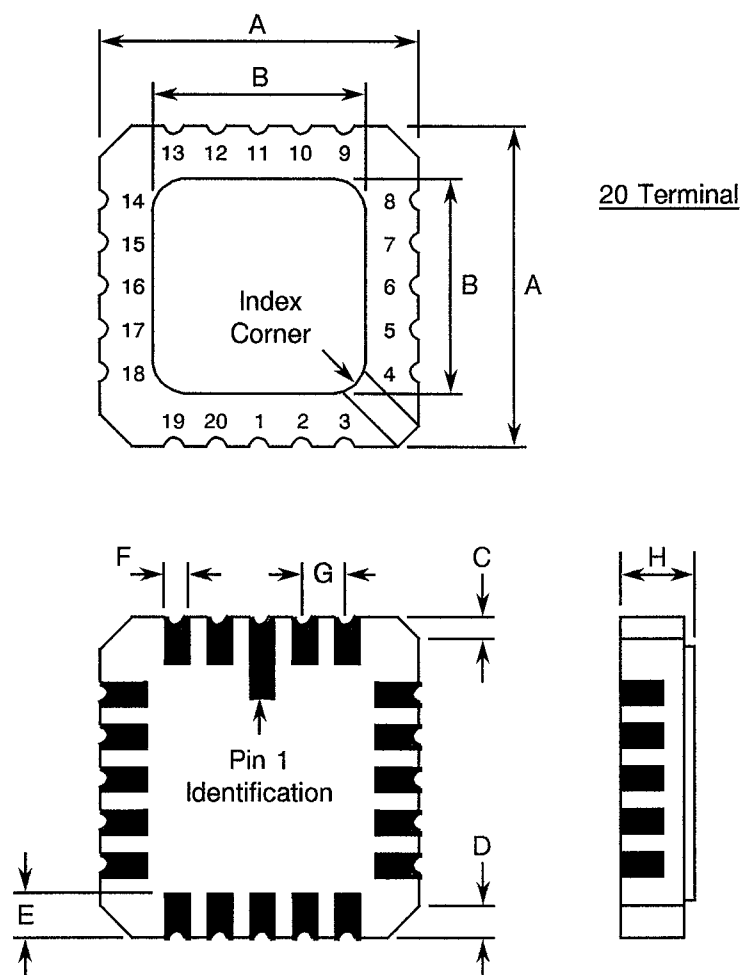 A
B
13 12 11 10 9
20 Terminal
14 8
15 7
16 6
17 5
18 4
B A
Index
Corner
19 20 1 2 3
F G C H
Pin 1
Identification
D
E